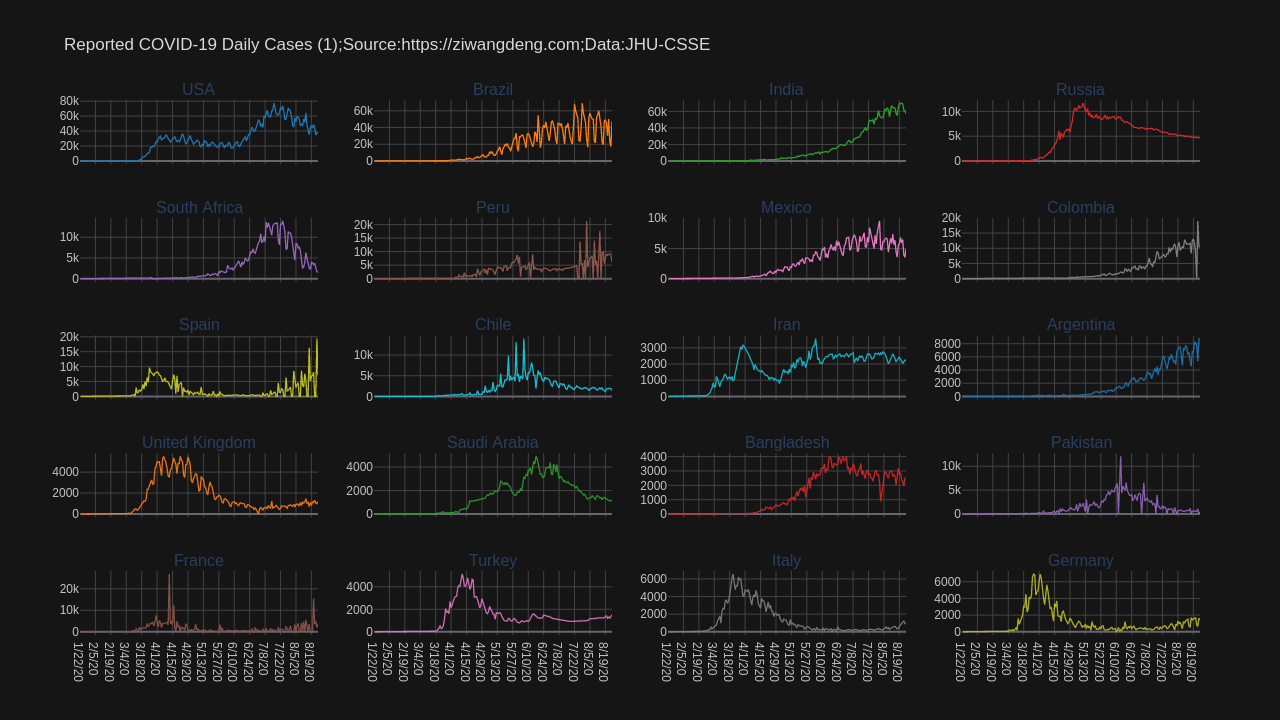 Reported COVID-19 Daily Cases (1);Source:https://ziwangdeng.com;Data:JHU-CSSE
USA
Brazil
India
Russia
80k
60k
40k
20k
0
60k
40k
20k
0
60k
40k
20k
0
10k
5k
0
South Africa
Peru
Mexico
Colombia
10k
5k
0
20k
15k
10k
5k
0
10k
5k
0
20k
15k
10k
5k
0
Spain
Chile
Iran
Argentina
20k
15k
10k
5k
0
10k
5k
0
3000
2000
1000
0
8000
6000
4000
2000
0
United Kingdom
Saudi Arabia
Bangladesh
Pakistan
4000
2000
0
4000
2000
0
4000
3000
2000
1000
0
10k
5k
0
France
Turkey
Italy
Germany
20k
10k
0
4000
2000
0
6000
4000
2000
0
6000
4000
2000
0
1/22/20
2/5/20
2/19/20
3/4/20
3/18/20
4/1/20
4/15/20
4/29/20
5/13/20
5/27/20
6/10/20
6/24/20
7/8/20
7/22/20
8/5/20
8/19/20
1/22/20
2/5/20
2/19/20
3/4/20
3/18/20
4/1/20
4/15/20
4/29/20
5/13/20
5/27/20
6/10/20
6/24/20
7/8/20
7/22/20
8/5/20
8/19/20
1/22/20
2/5/20
2/19/20
3/4/20
3/18/20
4/1/20
4/15/20
4/29/20
5/13/20
5/27/20
6/10/20
6/24/20
7/8/20
7/22/20
8/5/20
8/19/20
1/22/20
2/5/20
2/19/20
3/4/20
3/18/20
4/1/20
4/15/20
4/29/20
5/13/20
5/27/20
6/10/20
6/24/20
7/8/20
7/22/20
8/5/20
8/19/20